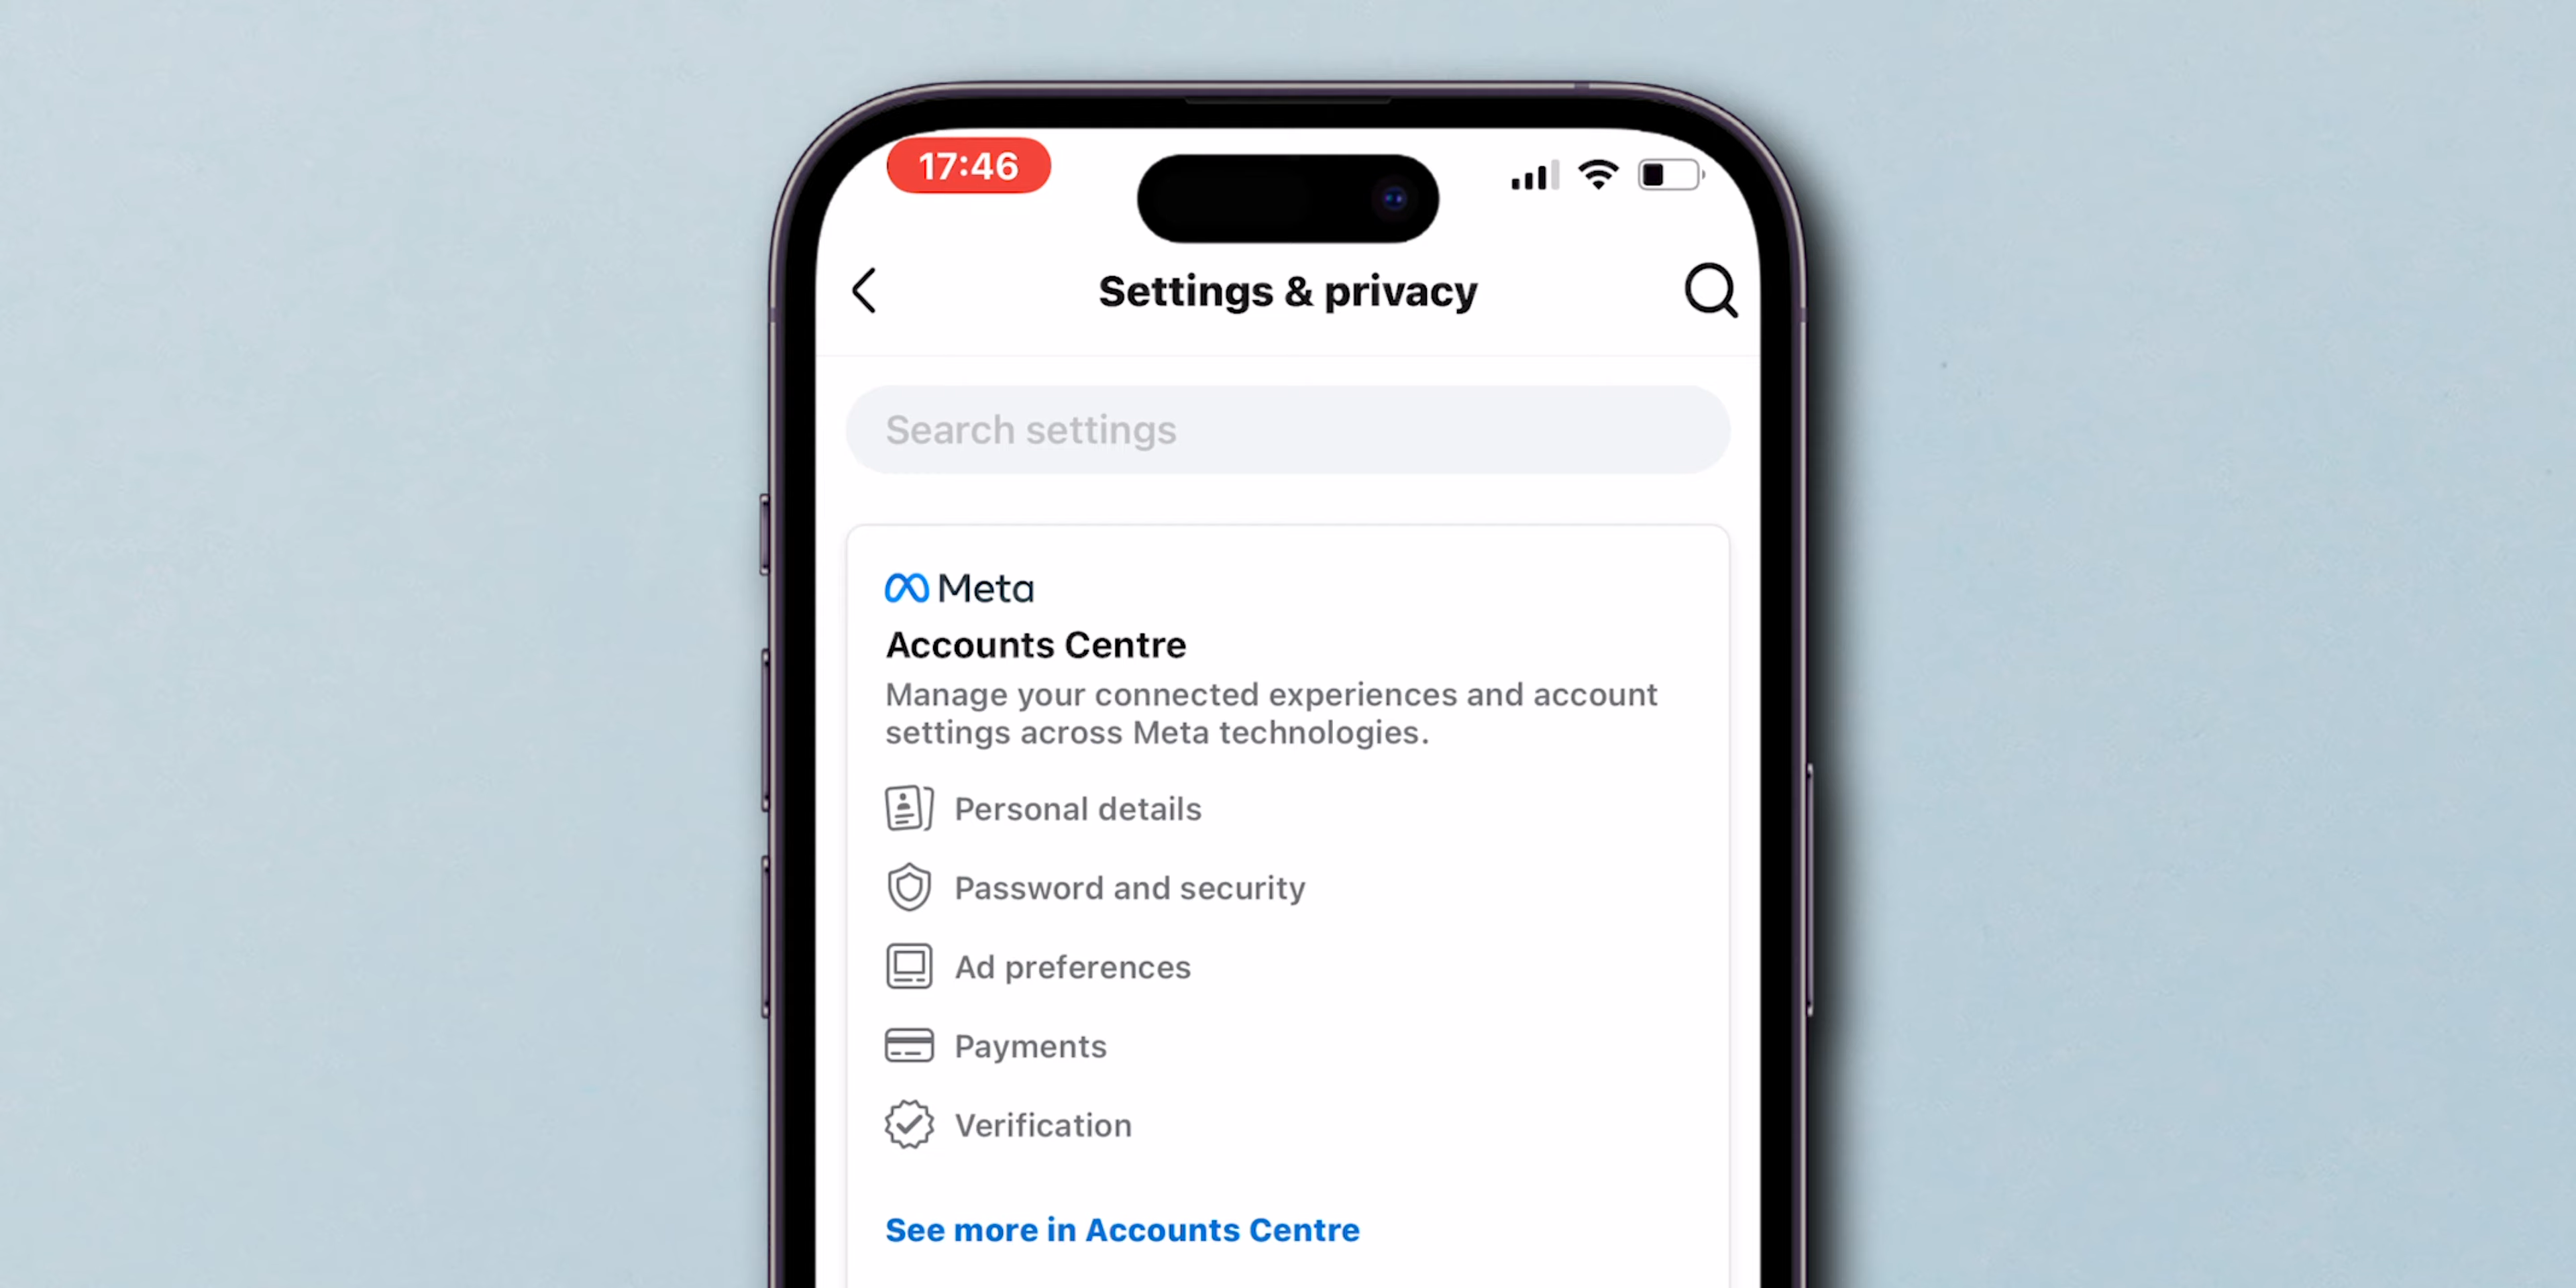 17:46
Settings & privacy
Search settings
Meta
Accounts Centre
Manage your connected experiences and account
settings across Meta technologies.
Personal details
Password and security
Ad preferences
Payments
Verification
See more in Accounts Centre